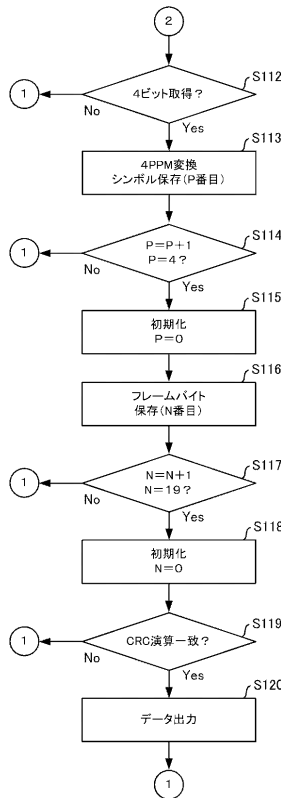 2
S112
4ビット取得?
1
No
Yes
S113
4PPM変換
シンボル保存(P番目)
S114
P=P+1
P=4?
1
No
Yes
S115
初期化
P=0
S116
フレームバイト
保存(N番目)
S117
N=N+1
N=19?
1
No
Yes
S118
初期化
N=0
S119
CRC演算一致?
1
No
Yes
S120
データ出力
1